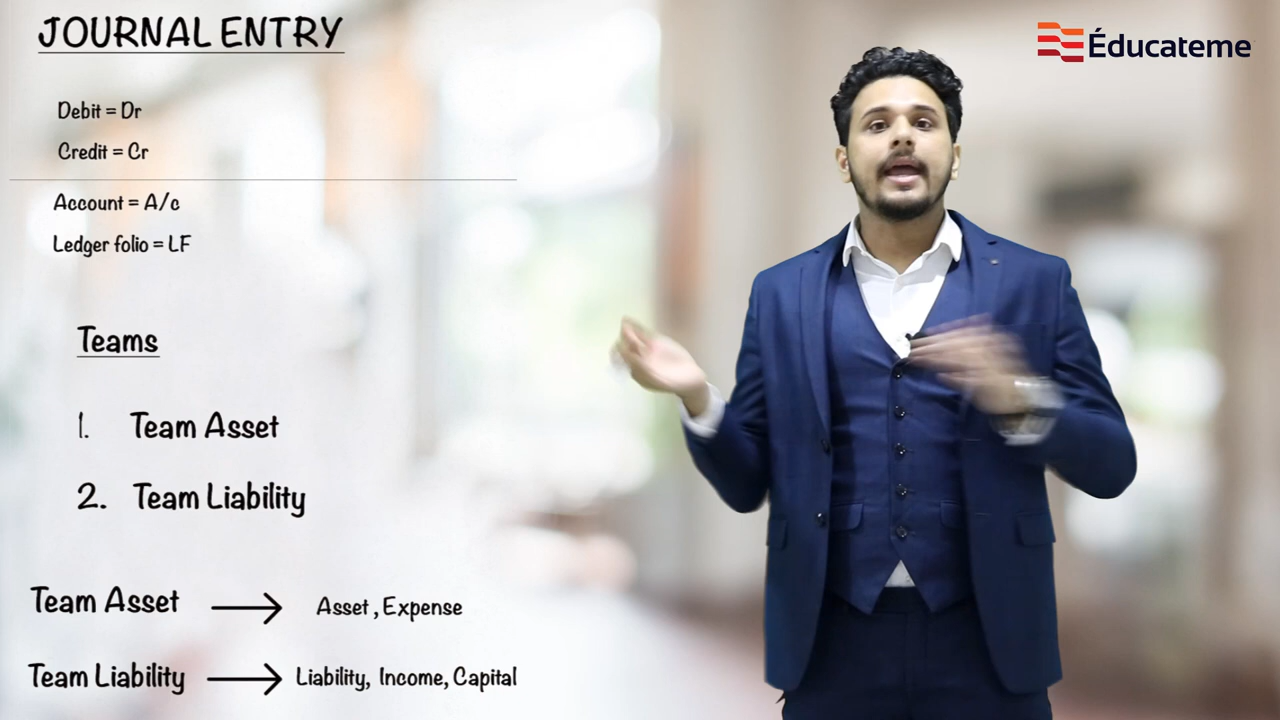 JOURNAL ENTRY
Éducateme
Debit = Dr
Credit = Cr
Account = A/c
Ledger folio = LF
Teams
1. Team Asset
2. Team Liability
Team Asset → Asset , Expense
Team Liability → Liability, Income, Capital